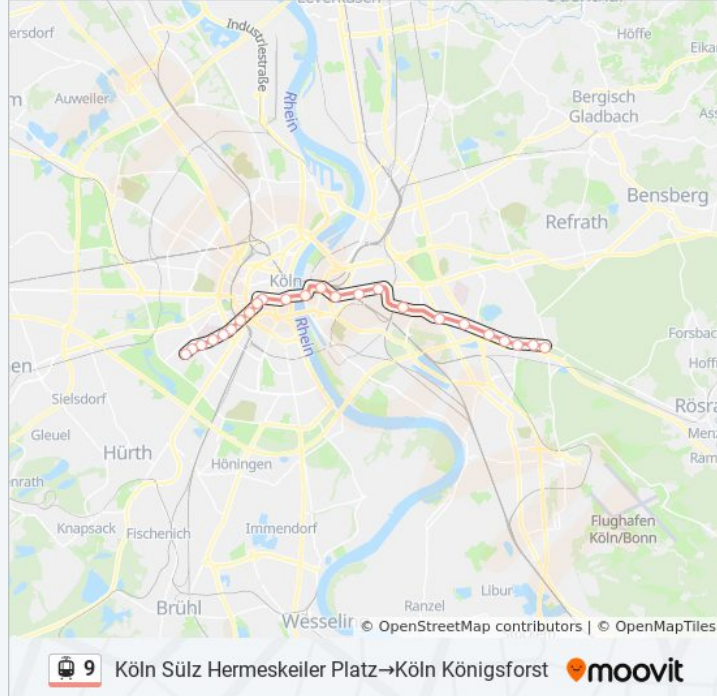 Leverkusen
ersdorf
Industriestraße
Höffe
Eikam
Auweiler
Rhein
Bergisch
Gladbach
Bensberg
Refrath
Köln
Rhein
Forsbac
Sielsdorf
Rösra
Gleuel
Hürth
Höningen
Knapsack
Fischenich
Immendorf
Flughafen
Köln/Bonn
Brühl
Libur
Ranzel
Wesselin
© OpenStreetMap contributors | © OpenMapTiles
9 Köln Sülz Hermeskeiler Platz→Köln Königsforst moovit